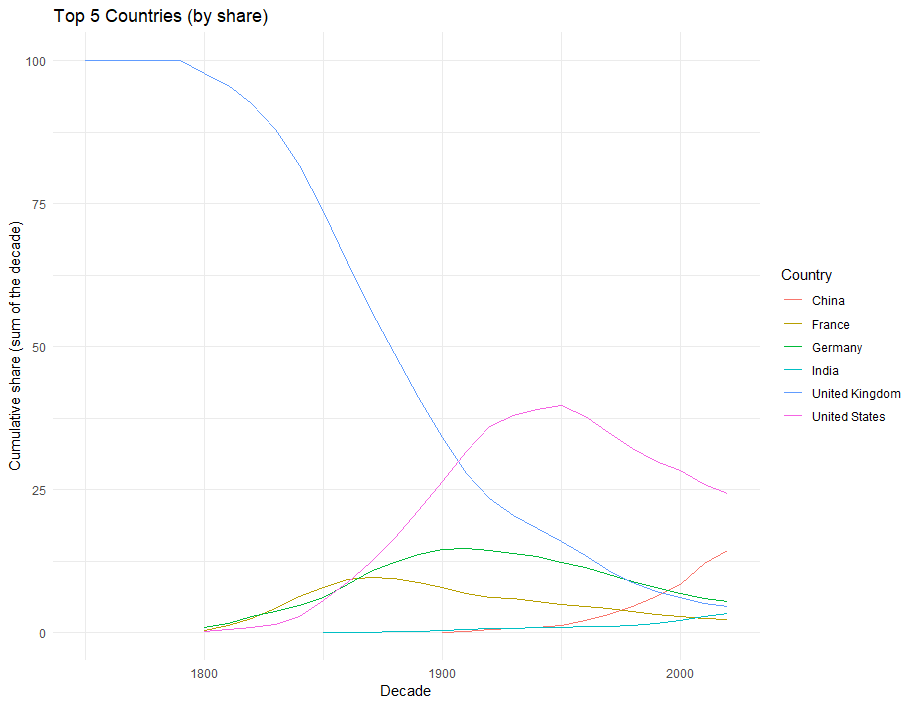 Top 5 Countries (by share)
100
75
50
25
0
Cumulative share (sum of the decade)
1800
1900
2000
Decade
Country
China
France
Germany
India
United Kingdom
United States